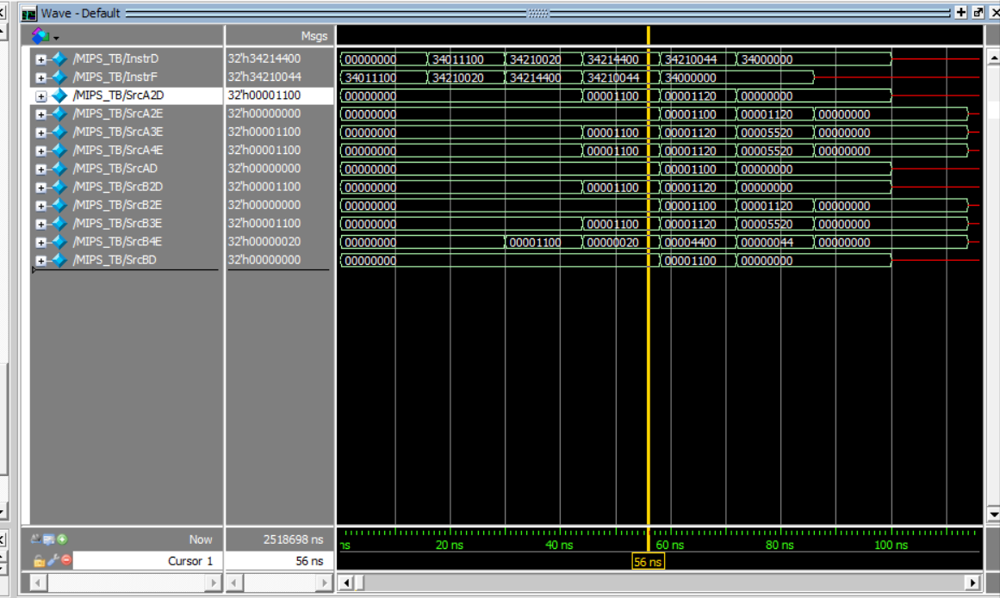 Wave - Default
Msgs
/MIPS_TB/InstrD 32'h34214400 00000000 34011100 34210020 34214400 34210044 34000000
/MIPS_TB/InstrF 32'h34210044 34011100 34210020 34214400 34210044 34000000
/MIPS_TB/SrcA2D 32'h00001100 00000000 00001100 00001120 00000000
/MIPS_TB/SrcA2E 32'h00000000 00000000 00001100 00001120 00000000
/MIPS_TB/SrcA3E 32'h00001100 00000000 00001100 00001120 00005520 00000000
/MIPS_TB/SrcA4E 32'h00001100 00000000 00001100 00001120 00005520 00000000
/MIPS_TB/SrcAD 32'h00000000 00000000 00001100 00000000
/MIPS_TB/SrcB2D 32'h00001100 00000000 00001100 00001120 00000000
/MIPS_TB/SrcB2E 32'h00000000 00000000 00001100 00001120 00000000
/MIPS_TB/SrcB3E 32'h00001100 00000000 00001100 00001120 00005520 00000000
/MIPS_TB/SrcB4E 32'h00000020 00000000 00001100 00000020 00004400 00000044 00000000
/MIPS_TB/SrcBD 32'h00000000 00000000 00001100 00000000
Now 2518698 ns ns 20 ns 40 ns 60 ns 80 ns 100 ns
Cursor 1 56 ns 56 ns